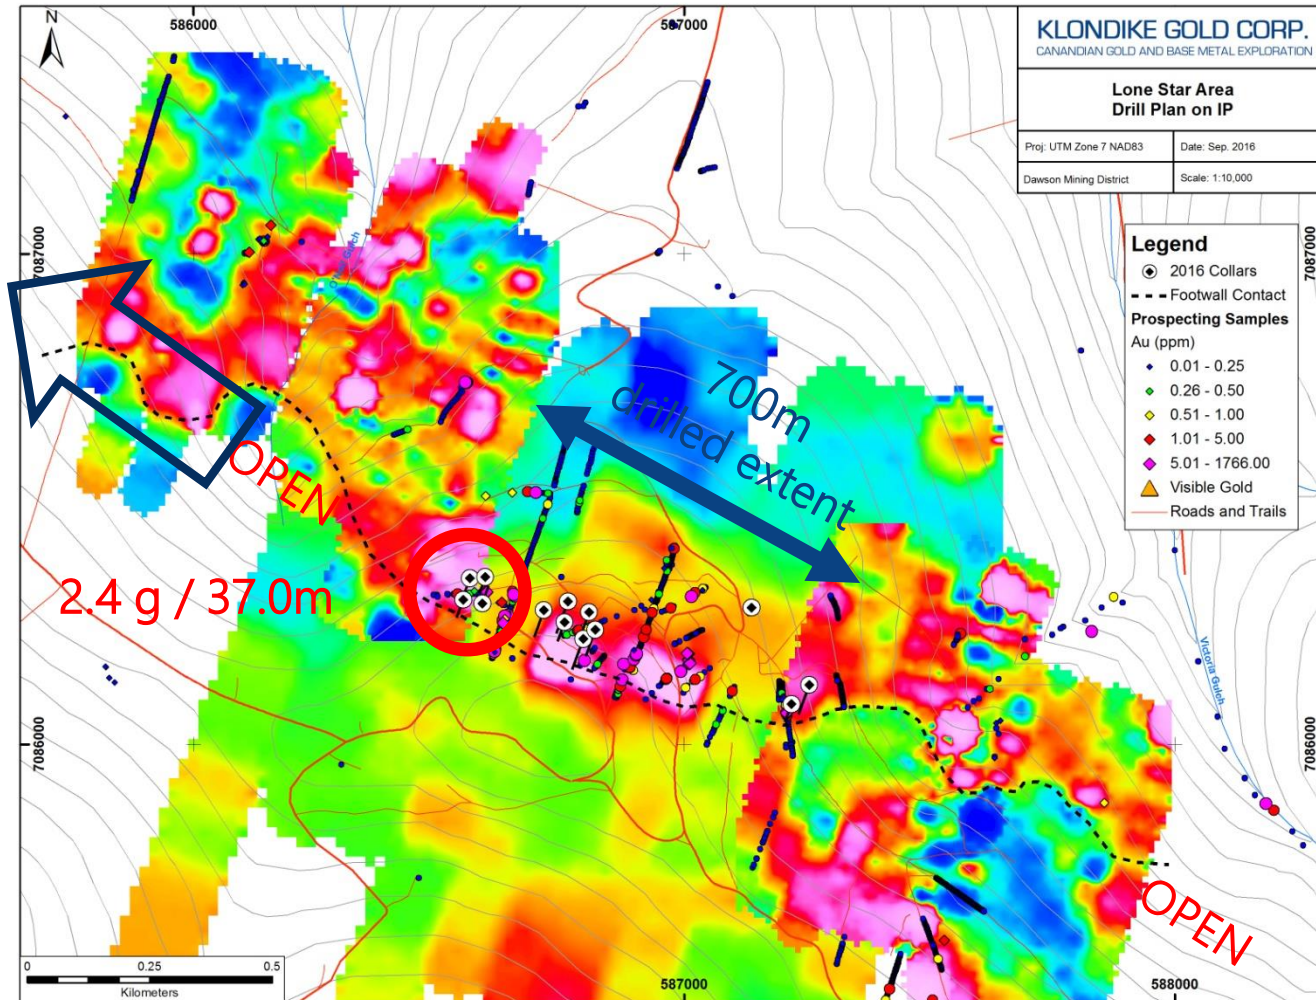 586000
587000
N
KLONDIKE GOLD CORP.
CANANDIAN GOLD AND BASE METAL EXPLORATION
Lone Star Area
Drill Plan on IP
Proj: UTM Zone 7 NAD83
Date: Sep. 2016
Dawson Mining District
Scale: 1:10,000
7087000
7087000
Legend
2016 Collars
Footwall Contact
Prospecting Samples
Au (ppm)
0.01 - 0.25
0.26 - 0.50
0.51 - 1.00
1.01 - 5.00
5.01 - 1766.00
Visible Gold
Roads and Trails
700m
drilled extent
OPEN
2.4 g / 37.0m
Victoria Gulch
7086000
7086000
OPEN
0 0.25 0.5
Kilometers
587000
588000